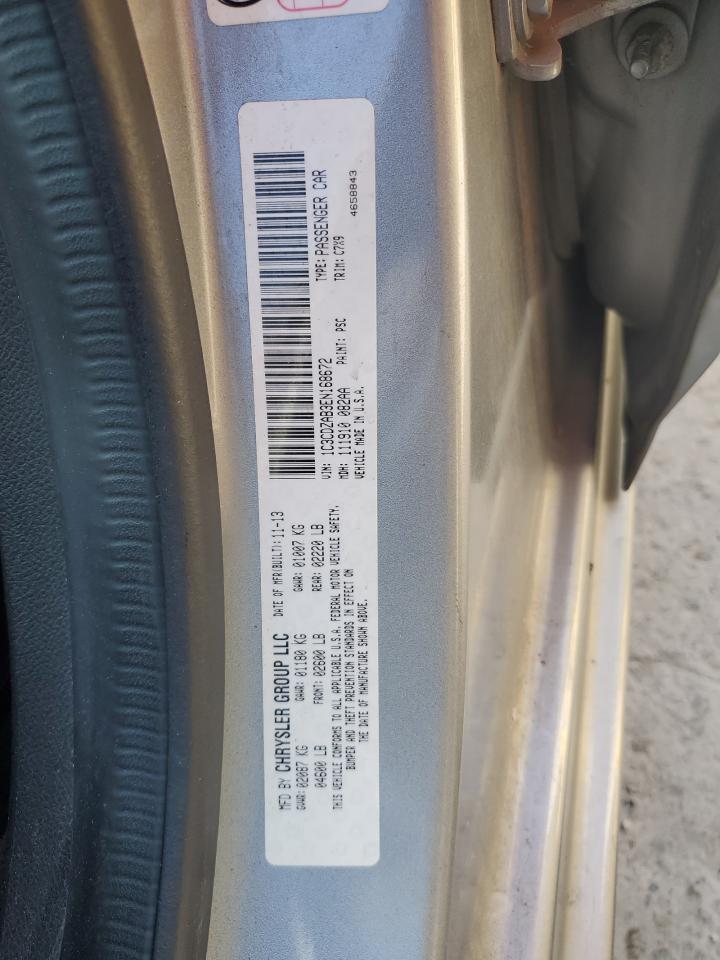 MFD BY CHRYSLER GROUP LLC DATE OF MFR(BUILT): 11-13
GVWR: 02087 KG GAWR: 01180 KG GAWR: 01007 KG
04600 LB FRONT: 02600 LB REAR: 02220 LB
THIS VEHICLE CONFORMS TO ALL APPLICABLE U.S.A. FEDERAL MOTOR VEHICLE SAFETY,
BUMPER AND THEFT PREVENTION STANDARDS IN EFFECT ON
THE DATE OF MANUFACTURE SHOWN ABOVE.
VIN: 1C3CDZAB3EN168672 TYPE: PASSENGER CAR
MDH: 111910 082AA PAINT: PSC TRIM: C7X9
VEHICLE MADE IN U.S.A. 4658843